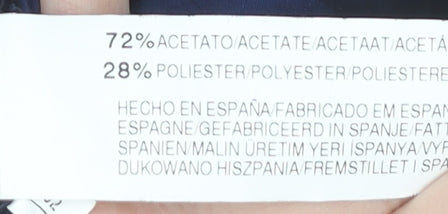 72% ACETATO/ACETATE/ACETAAT/ACETÁ
28% POLIESTER/POLYESTER/POLIESTERE
HECHO EN ESPAÑA/FABRICADO EM ESPAN
ESPAGNE/GEFABRICEERD IN SPANJE/FATT
SPANIEN/MALIN ÜRETIM YERI ISPANYA/VYR
DUKOWANO HISZPANIA/FREMSTILLET I SPA